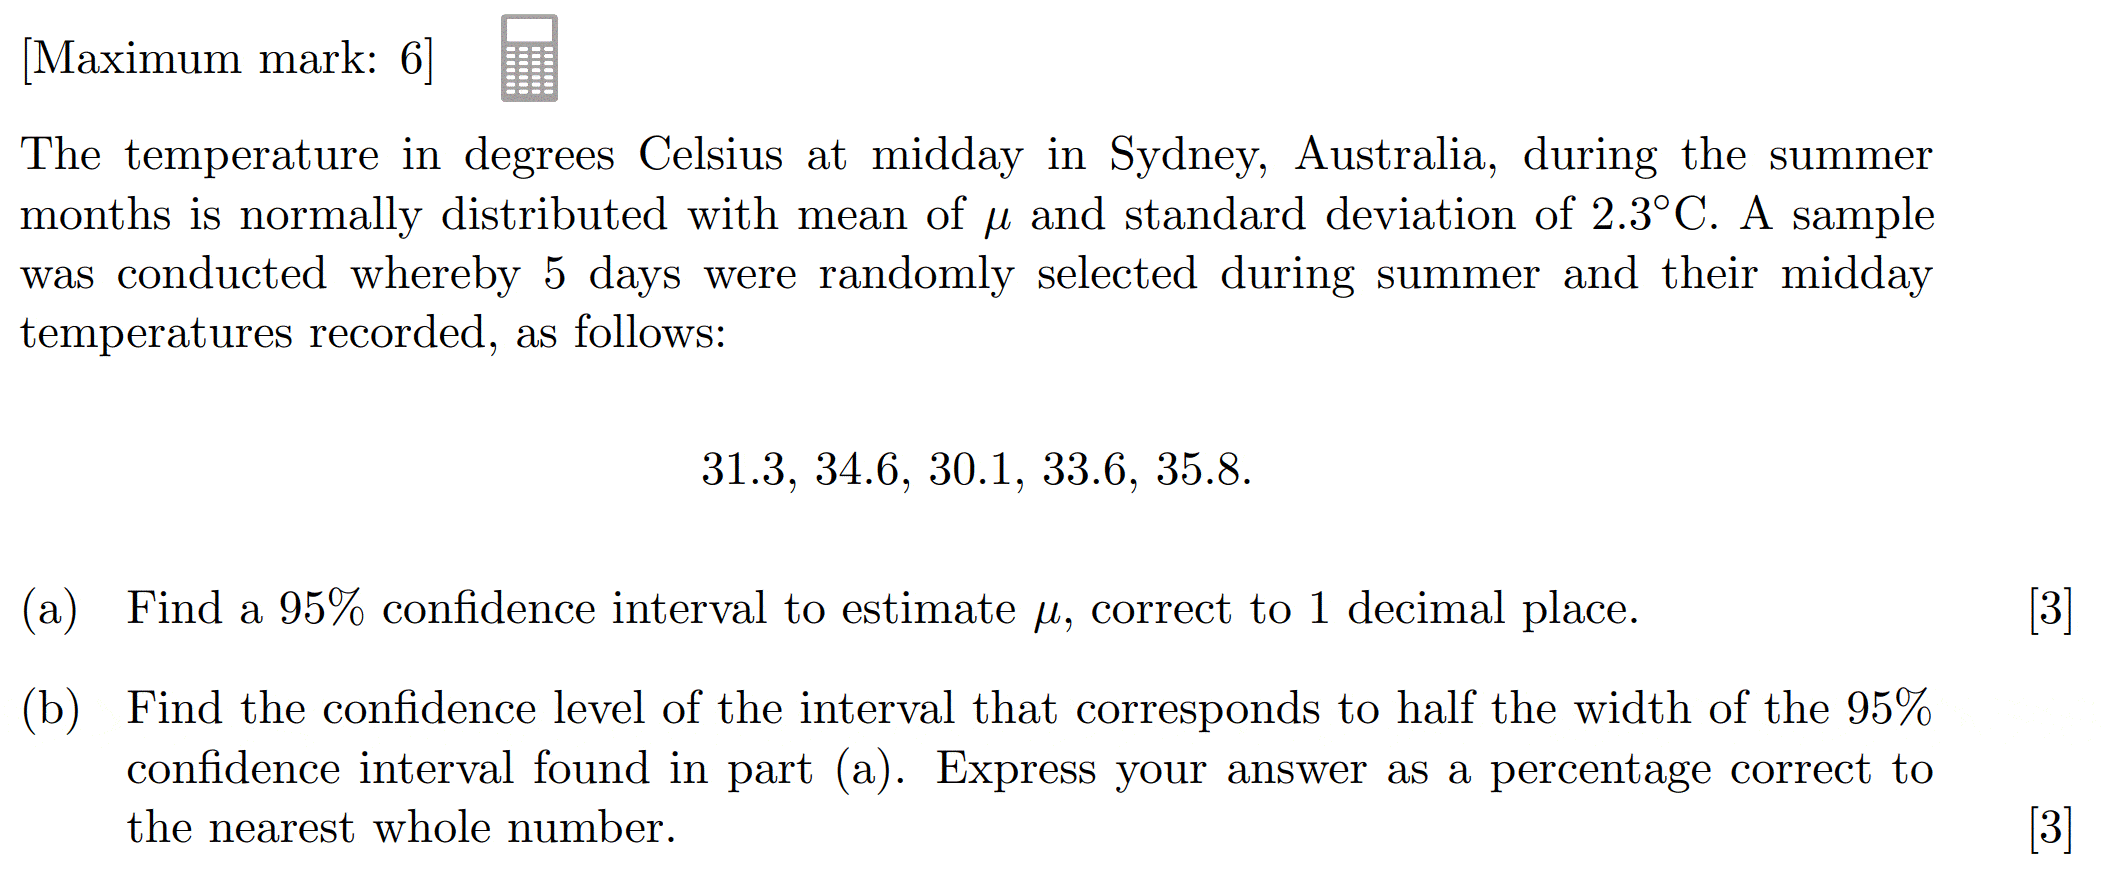 [Maximum mark: 6]
The temperature in degrees Celsius at midday in Sydney, Australia, during the summer
months is normally distributed with mean of μ and standard deviation of 2.3°C. A sample
was conducted whereby 5 days were randomly selected during summer and their midday
temperatures recorded, as follows:
31.3, 34.6, 30.1, 33.6, 35.8.
(a) Find a 95% confidence interval to estimate μ, correct to 1 decimal place. [3]
(b) Find the confidence level of the interval that corresponds to half the width of the 95%
confidence interval found in part (a). Express your answer as a percentage correct to
the nearest whole number. [3]